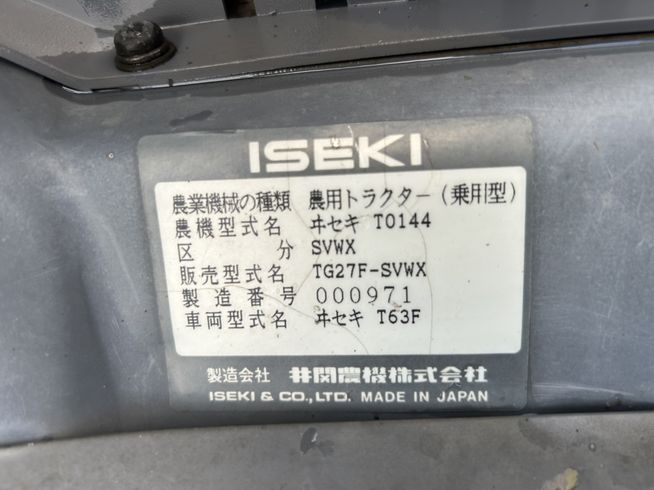 ISEKI
農業機械の種類 農用トラクター(乗用型)
農機型式名 ヰセキ T0144
区分 SVWX
販売型式名 TG27F-SVWX
製造番号 000971
車両型式名 ヰセキ T63F
製造会社 井関農機株式会社
ISEKI & CO.,LTD. MADE IN JAPAN